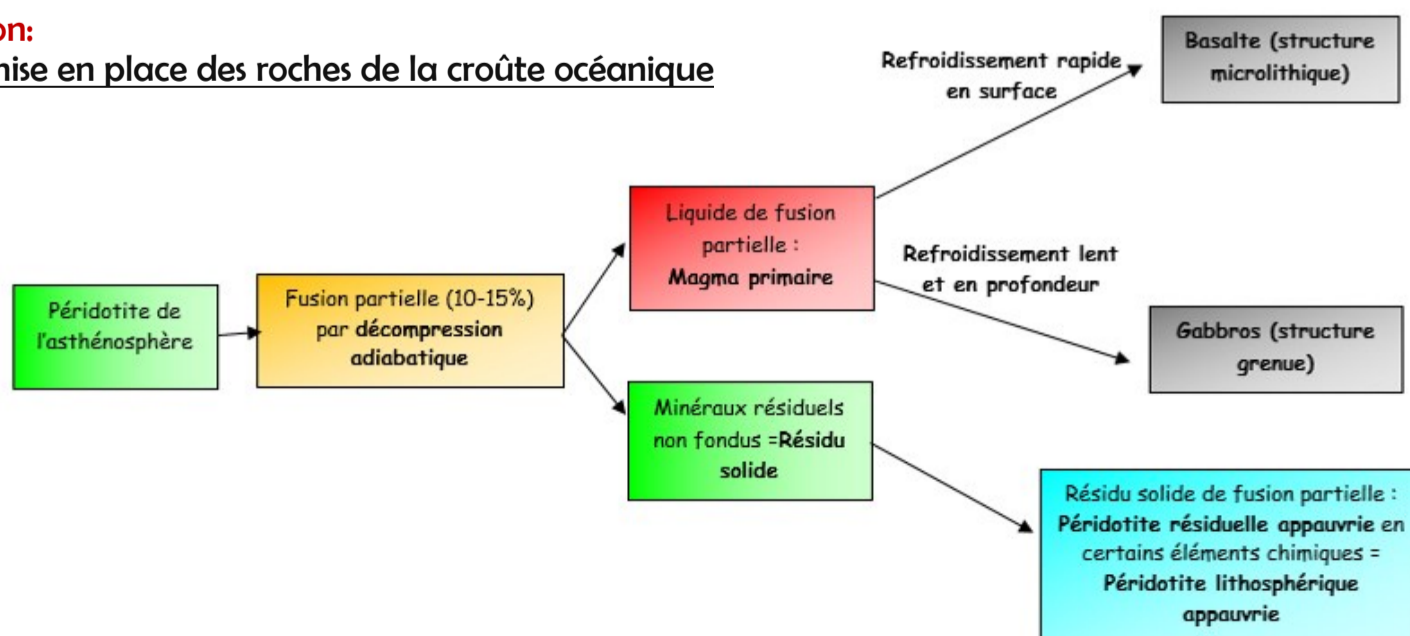 on:
mise en place des roches de la croûte océanique
Refroidissement rapide
en surface
Basalte (structure
microlithique)
Liquide de fusion
partielle :
Magma primaire
Refroidissement lent
et en profondeur
Péridotite de
l'asthénosphère
Fusion partielle (10-15%)
par décompression
adiabatique
Gabbros (structure
grenue)
Minéraux résiduels
non fondus =Résidu
solide
Résidu solide de fusion partielle :
Péridotite résiduelle appauvrie en
certains éléments chimiques =
Péridotite lithosphérique
appauvrie